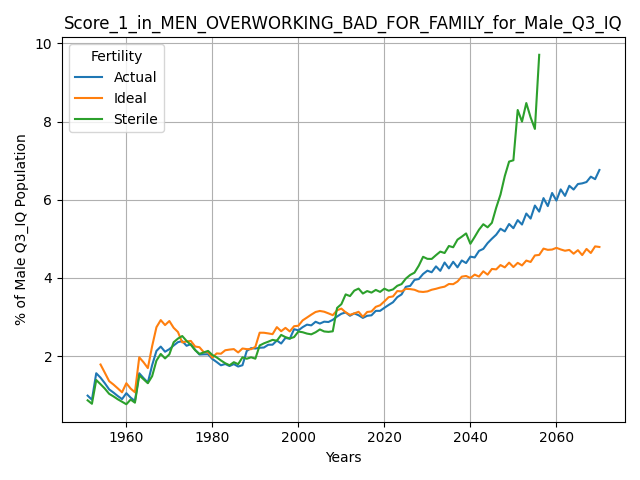 Score_1_in_MEN_OVERWORKING_BAD_FOR_FAMILY_for_Male_Q3_IQ
Fertility
Actual
Ideal
Sterile
% of Male Q3_IQ Population
10
8
6
4
2
1960 1980 2000 2020 2040 2060
Years